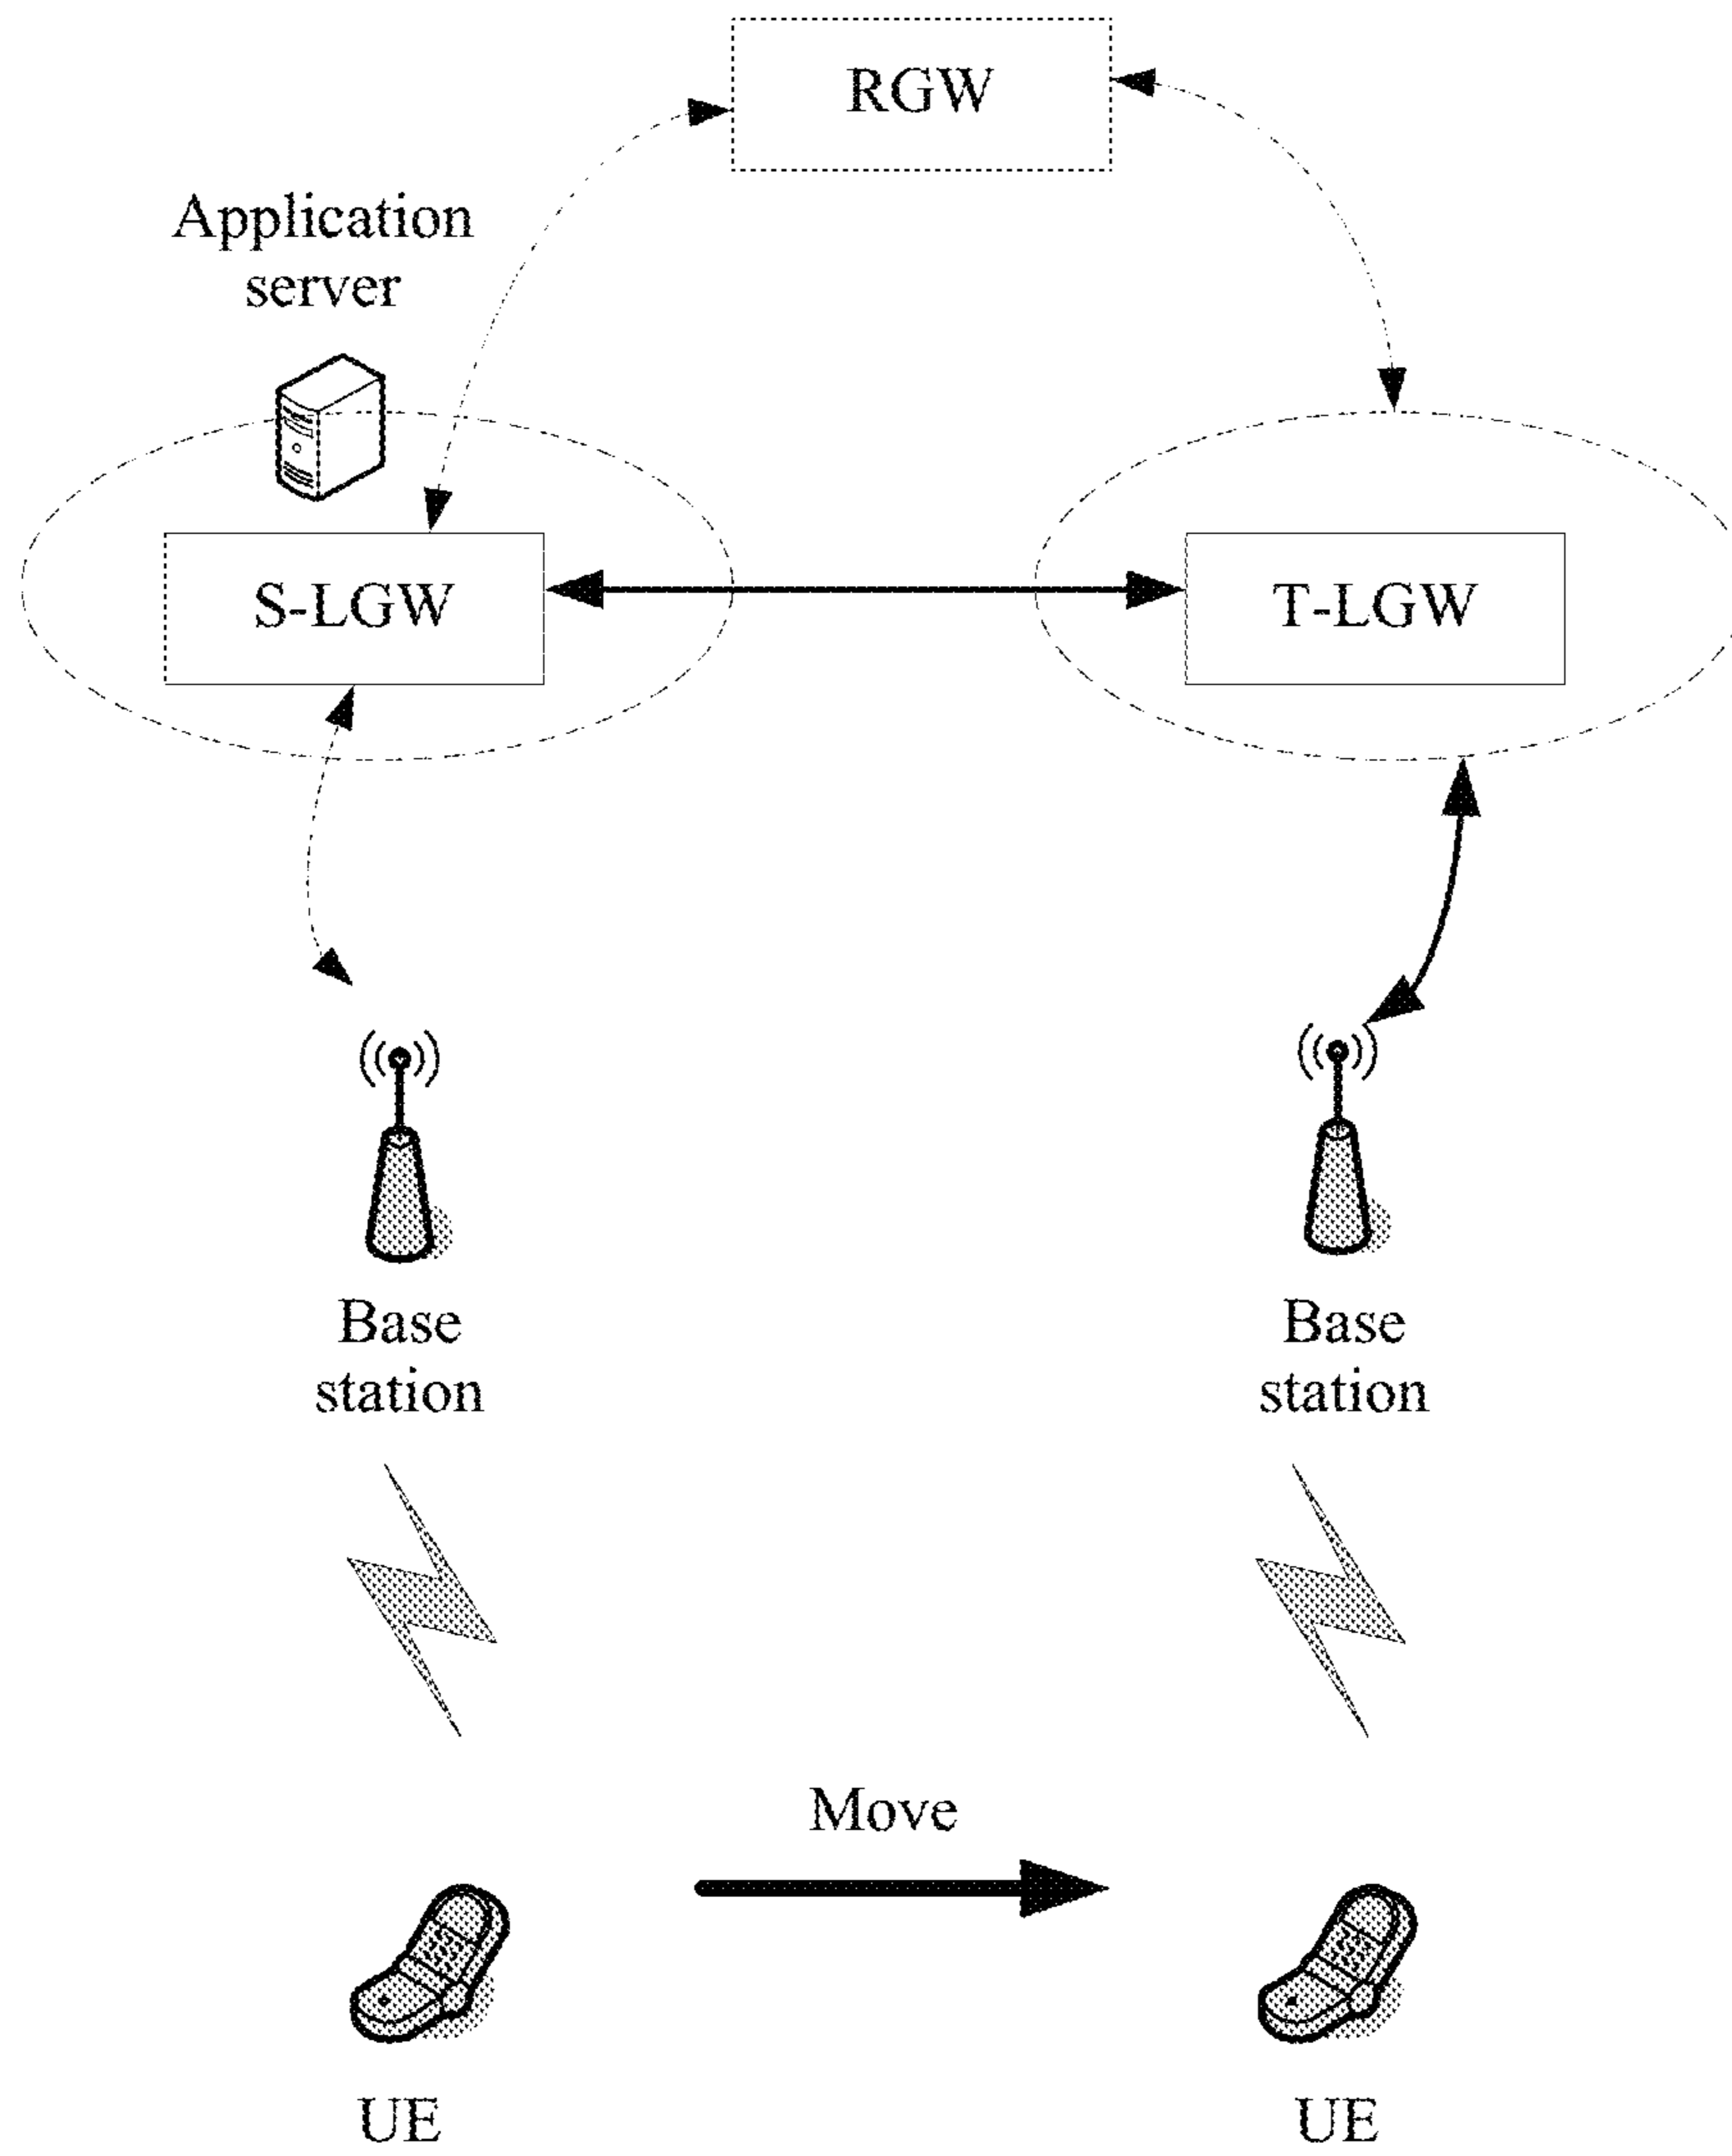 RGW
Application
server
S-LGW
T-LGW
Base
station
Base
station
Move
UE
UE